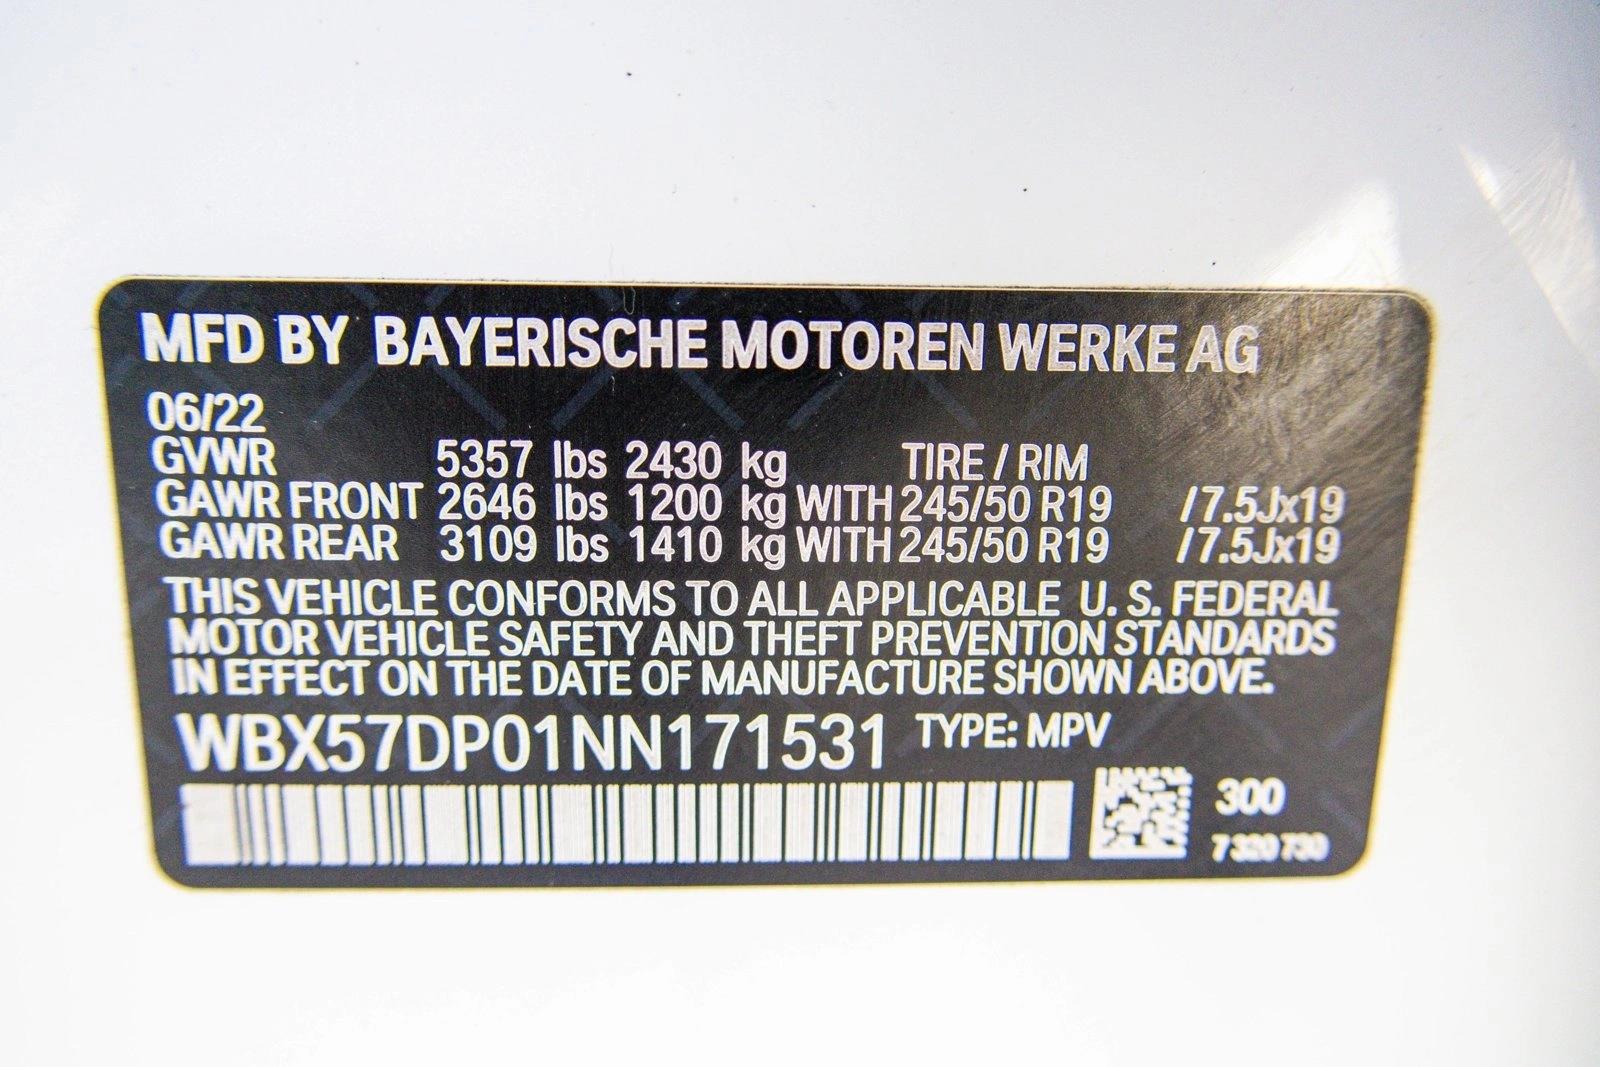 MFD BY BAYERISCHE MOTOREN WERKE AG
06/22
GVWR 5357 lbs 2430 kg TIRE / RIM
GAWR FRONT 2646 lbs 1200 kg WITH 245/50 R19 /7.5Jx19
GAWR REAR 3109 lbs 1410 kg WITH 245/50 R19 /7.5Jx19
THIS VEHICLE CONFORMS TO ALL APPLICABLE U. S. FEDERAL
MOTOR VEHICLE SAFETY AND THEFT PREVENTION STANDARDS
IN EFFECT ON THE DATE OF MANUFACTURE SHOWN ABOVE.
WBX57DP01NN171531 TYPE: MPV
300
7 320 730